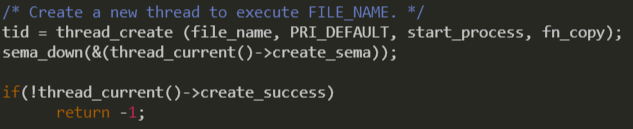 /* Create a new thread to execute FILE_NAME. */
tid = thread_create (file_name, PRI_DEFAULT, start_process, fn_copy);
sema_down(&(thread_current()->create_sema));
if(!thread_current()->create_success)
return -1;